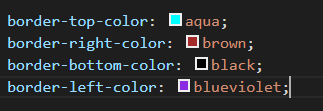 border-top-color: aqua;
border-right-color: brown;
border-bottom-color: black;
border-left-color: blueviolet;